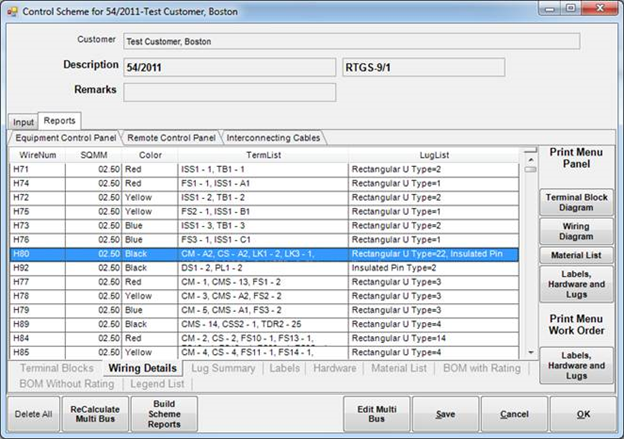 Control Scheme for 54/2011-Test Customer, Boston
Customer Test Customer, Boston
Description 54/2011 RTGS-9/1
Remarks
Input Reports
Equipment Control Panel Remote Control Panel Interconnecting Cables
WireNum SQMM Color TermList LugList
H71 02.50 Red ISS1 - 1, TB1 - 1 Rectangular U Type=2
H74 02.50 Red FS1 - 1, ISS1 - A1 Rectangular U Type=1
H72 02.50 Yellow ISS1 - 2, TB1 - 2 Rectangular U Type=2
H75 02.50 Yellow FS2 - 1, ISS1 - B1 Rectangular U Type=1
H73 02.50 Blue ISS1 - 3, TB1 - 3 Rectangular U Type=2
H76 02.50 Blue FS3 - 1, ISS1 - C1 Rectangular U Type=1
H80 02.50 Black CM - A2, CS - A2, LK1 - 2, LK3 - 1, Rectangular U Type=22, Insulated Pin
H92 02.50 Black DS1 - 2, PL1 - 2 Insulated Pin Type=2
H77 02.50 Red CM - 1, CMS - 13, FS1 - 2 Rectangular U Type=3
H78 02.50 Yellow CM - 3, CMS - A2, FS2 - 2 Rectangular U Type=3
H79 02.50 Blue CM - 5, CMS - A1, FS3 - 2 Rectangular U Type=3
H89 02.50 Black CMS - 14, CSS2 - 1, TDR2 - 25 Rectangular U Type=4
H84 02.50 Red CM - 2, CS - 2, FS10 - 1, FS13 - 1, Rectangular U Type=14
H85 02.50 Yellow CM - 4, CS - 4, FS11 - 1, FS14 - 1, Rectangular U Type=4
Print Menu
Panel
Terminal Block
Diagram
Wiring
Diagram
Material List
Labels,
Hardware and
Lugs
Print Menu
Work Order
Labels,
Hardware and
Lugs
Terminal Blocks Wiring Details Lug Summary Labels Hardware Material List BOM with Rating
BOM Without Rating Legend List
Delete All
ReCalculate
Multi Bus
Build
Scheme
Reports
Edit Multi
Bus
Save
Cancel
OK